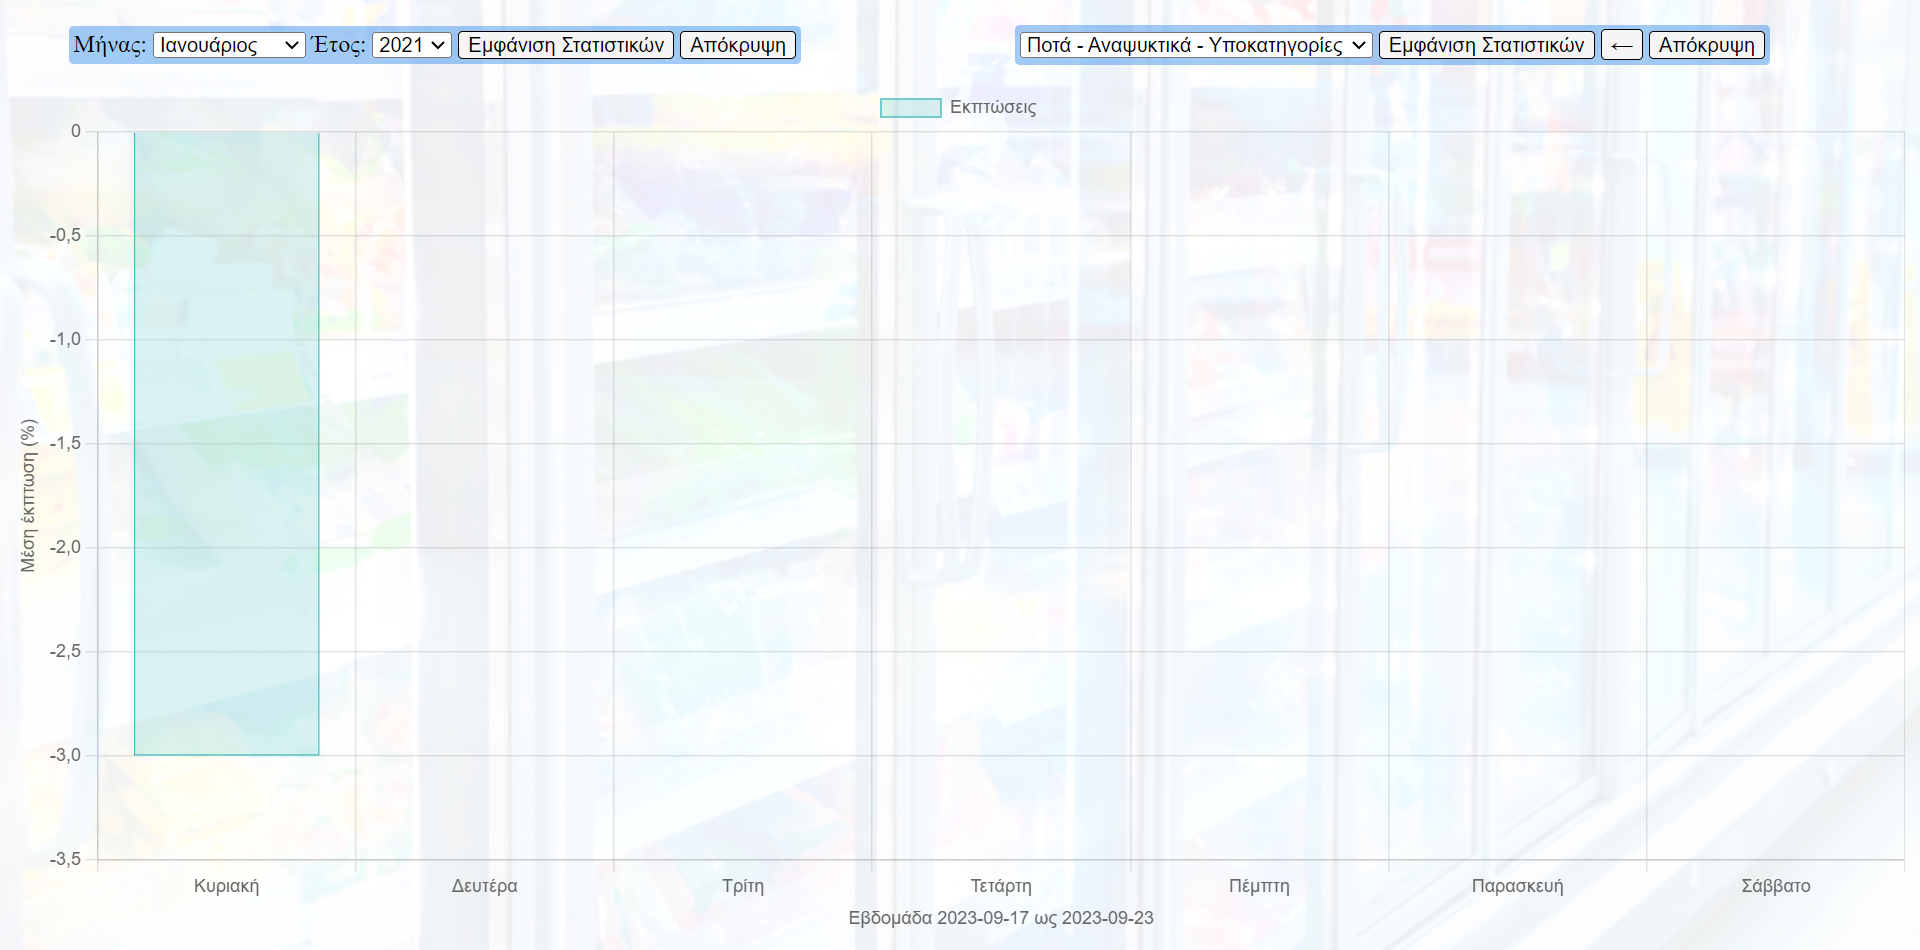 Μήνας: Ιανουάριος Έτος: 2021 Εμφάνιση Στατιστικών Απόκρυψη
Ποτά - Αναψυκτικά - Υποκατηγορίες Εμφάνιση Στατιστικών ← Απόκρυψη
Εκπτώσεις
0
-0,5
-1,0
-1,5
-2,0
-2,5
-3,0
-3,5
Μέση έκπτωση (%)
Κυριακή Δευτέρα Τρίτη Τετάρτη Πέμπτη Παρασκευή Σάββατο
Εβδομάδα 2023-09-17 ως 2023-09-23